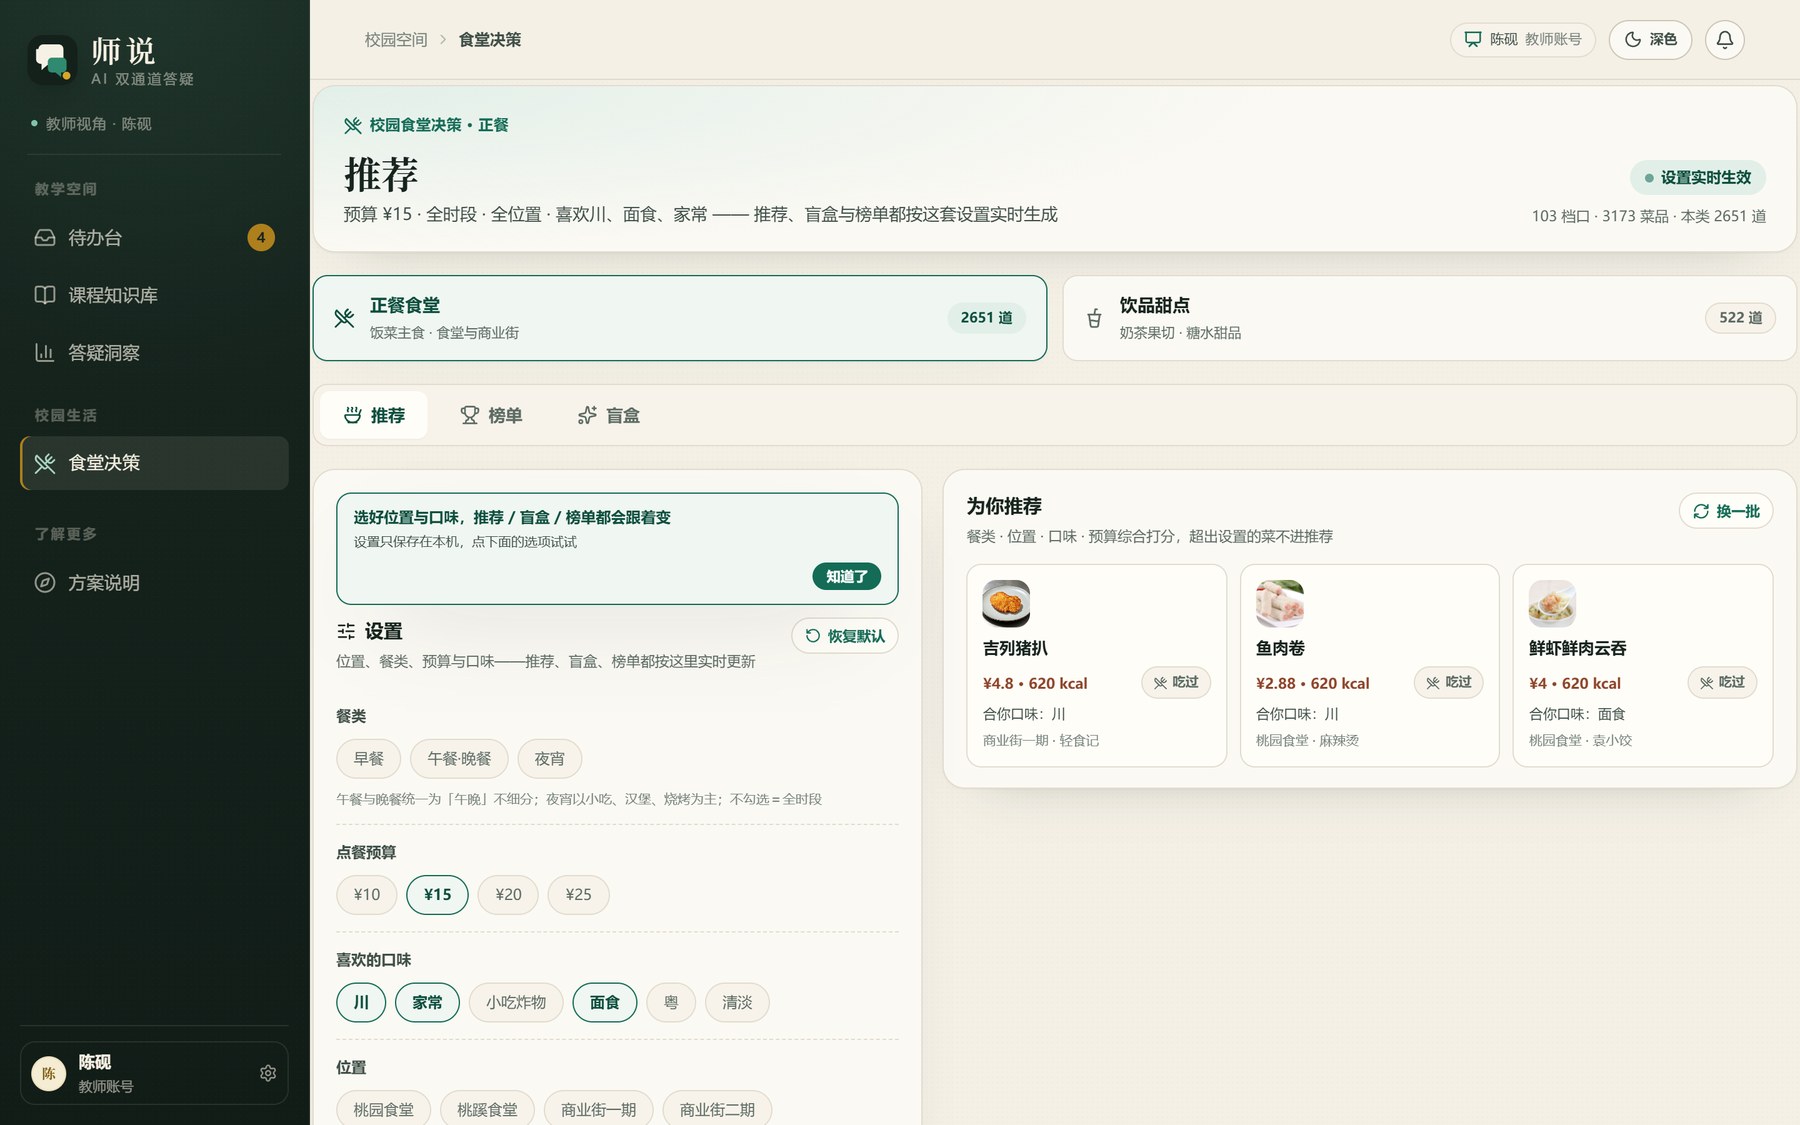 师说
AI 双通道答疑
教师视角 · 陈砚
教学空间
待办台
4
课程知识库
答疑洞察
校园生活
食堂决策
了解更多
方案说明
陈
陈砚
教师账号
校园空间 > 食堂决策
陈砚 教师账号
深色
校园食堂决策 • 正餐
推荐
预算 ¥15 · 全时段 · 全位置 · 喜欢川、面食、家常 —— 推荐、盲盒与榜单都按这套设置实时生成
设置实时生效
103 档口 · 3173 菜品 · 本类 2651 道
正餐食堂
饭菜主食 · 食堂与商业街
2651 道
饮品甜点
奶茶果切 · 糖水甜品
522 道
推荐
榜单
盲盒
选好位置与口味，推荐 / 盲盒 / 榜单都会跟着变
设置只保存在本机，点下面的选项试试
知道了
设置
恢复默认
位置、餐类、预算与口味——推荐、盲盒、榜单都按这里实时更新
餐类
早餐
午餐·晚餐
夜宵
午餐与晚餐统一为「午晚」不细分；夜宵以小吃、汉堡、烧烤为主；不勾选 = 全时段
点餐预算
¥10
¥15
¥20
¥25
喜欢的口味
川
家常
小吃炸物
面食
粤
清淡
位置
桃园食堂
桃蹊食堂
商业街一期
商业街二期
为你推荐
餐类 · 位置 · 口味 · 预算综合打分，超出设置的菜不进推荐
换一批
吉列猪扒
¥4.8 • 620 kcal
吃过
合你口味：川
商业街一期 · 轻食记
鱼肉卷
¥2.88 • 620 kcal
吃过
合你口味：川
桃园食堂 · 麻辣烫
鲜虾鲜肉云吞
¥4 • 620 kcal
吃过
合你口味：面食
桃园食堂 · 袁小饺